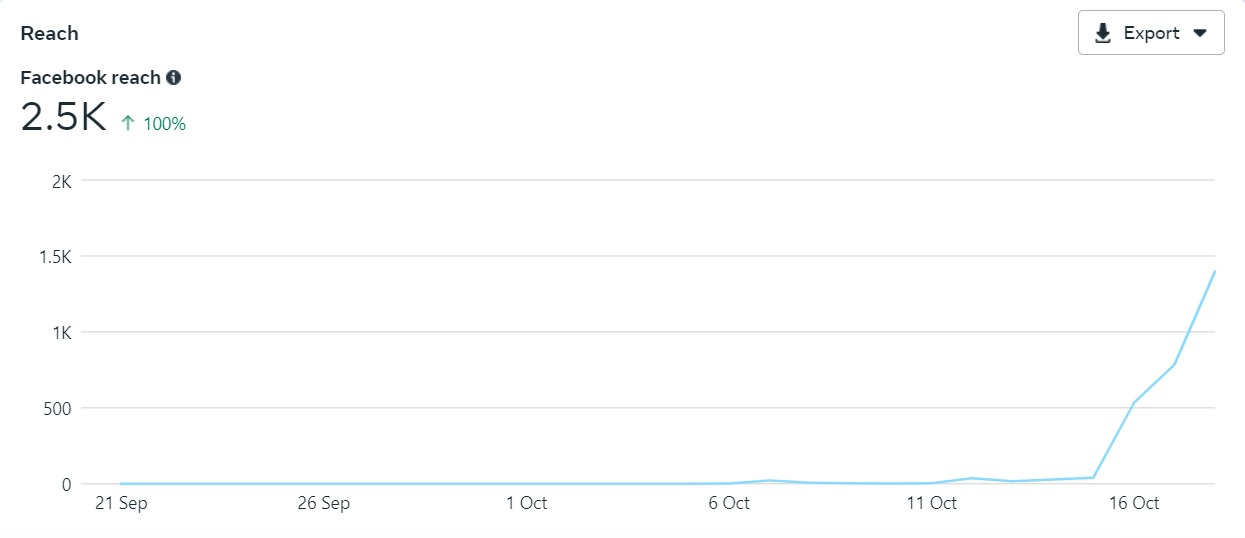 Reach
Export
Facebook reach
2.5K ↑ 100%
2K
1.5K
1K
500
0
21 Sep 26 Sep 1 Oct 6 Oct 11 Oct 16 Oct